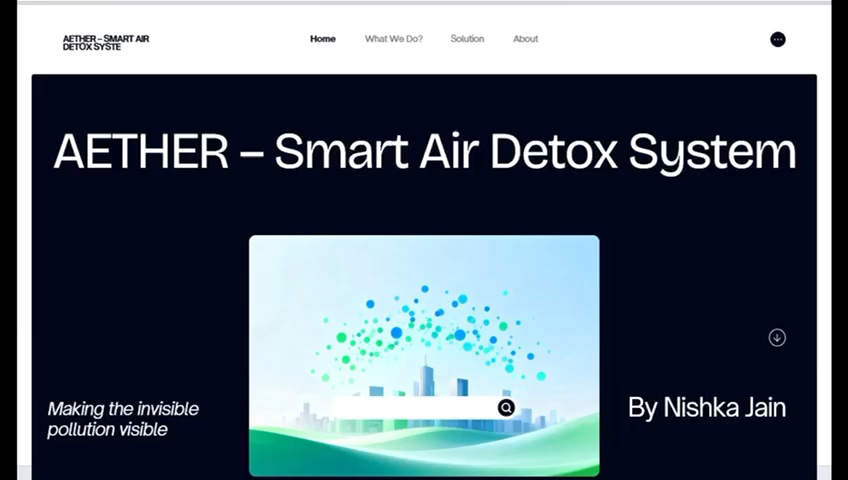 AETHER – SMART AIR
DETOX SYSTE
Home
What We Do?
Solution
About
AETHER – Smart Air Detox System
Making the invisible
pollution visible
By Nishka Jain